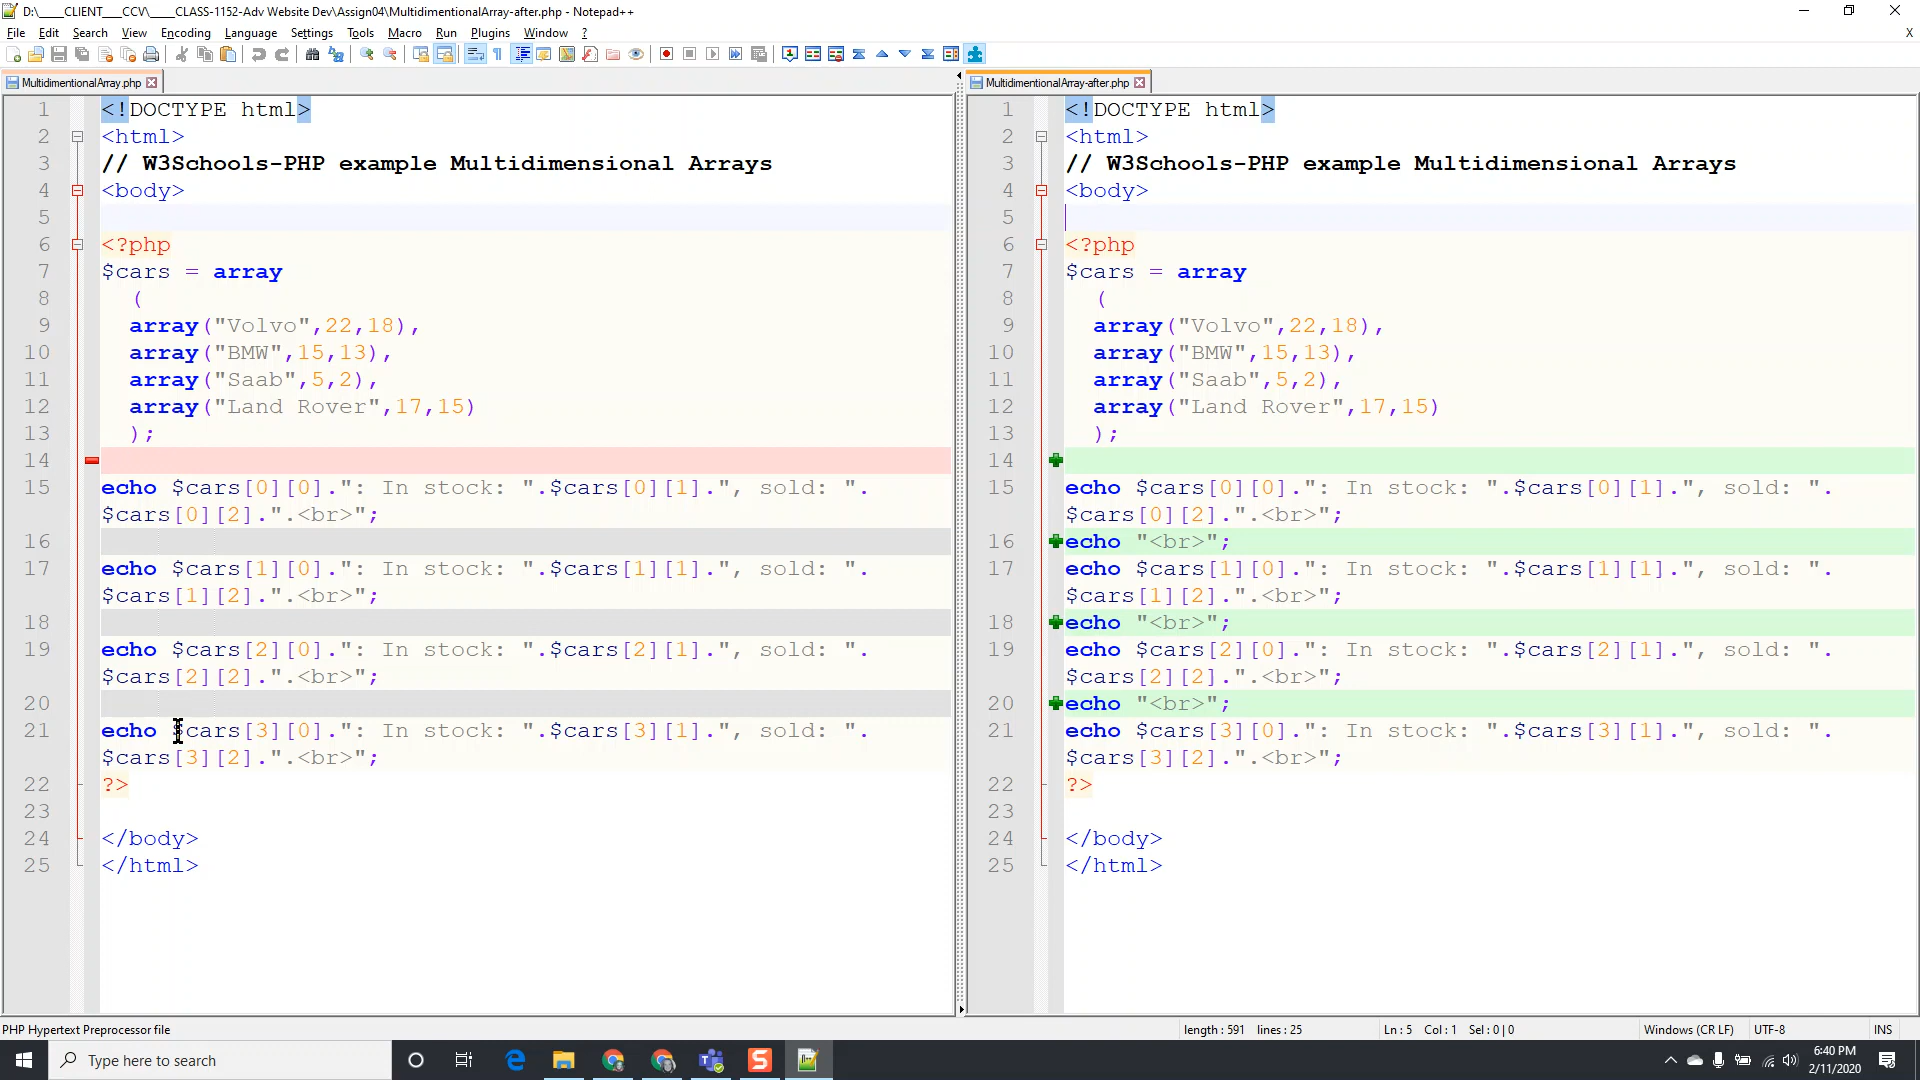 D:\____CLIENT___CCV\____CLASS-1152-Adv Website Dev\Assign04\MultidimentionalArray-after.php - Notepad++
File Edit Search View Encoding Language Settings Tools Macro Run Plugins Window ? X
MultidimentionalArray.php
1 <!DOCTYPE html>
2 <html>
3 // W3Schools-PHP example Multidimensional Arrays
4 <body>
5
6 <?php
7 $cars = array
8 (
9 array("Volvo",22,18),
10 array("BMW",15,13),
11 array("Saab",5,2),
12 array("Land Rover",17,15)
13 );
14
15 echo $cars[0][0].": In stock: ".$cars[0][1].", sold: ".
$cars[0][2].".<br>";
16
17 echo $cars[1][0].": In stock: ".$cars[1][1].", sold: ".
$cars[1][2].".<br>";
18
19 echo $cars[2][0].": In stock: ".$cars[2][1].", sold: ".
$cars[2][2].".<br>";
20
21 echo $cars[3][0].": In stock: ".$cars[3][1].", sold: ".
$cars[3][2].".<br>";
22 ?>
23
24 </body>
25 </html>
MultidimentionalArray-after.php
1 <!DOCTYPE html>
2 <html>
3 // W3Schools-PHP example Multidimensional Arrays
4 <body>
5
6 <?php
7 $cars = array
8 (
9 array("Volvo",22,18),
10 array("BMW",15,13),
11 array("Saab",5,2),
12 array("Land Rover",17,15)
13 );
14
15 echo $cars[0][0].": In stock: ".$cars[0][1].", sold: ".
$cars[0][2].".<br>";
16 echo "<br>";
17 echo $cars[1][0].": In stock: ".$cars[1][1].", sold: ".
$cars[1][2].".<br>";
18 echo "<br>";
19 echo $cars[2][0].": In stock: ".$cars[2][1].", sold: ".
$cars[2][2].".<br>";
20 echo "<br>";
21 echo $cars[3][0].": In stock: ".$cars[3][1].", sold: ".
$cars[3][2].".<br>";
22 ?>
23
24 </body>
25 </html>
PHP Hypertext Preprocessor file length : 591 lines : 25 Ln : 5 Col : 1 Sel : 0 | 0 Windows (CR LF) UTF-8 INS
Type here to search
6:40 PM
2/11/2020